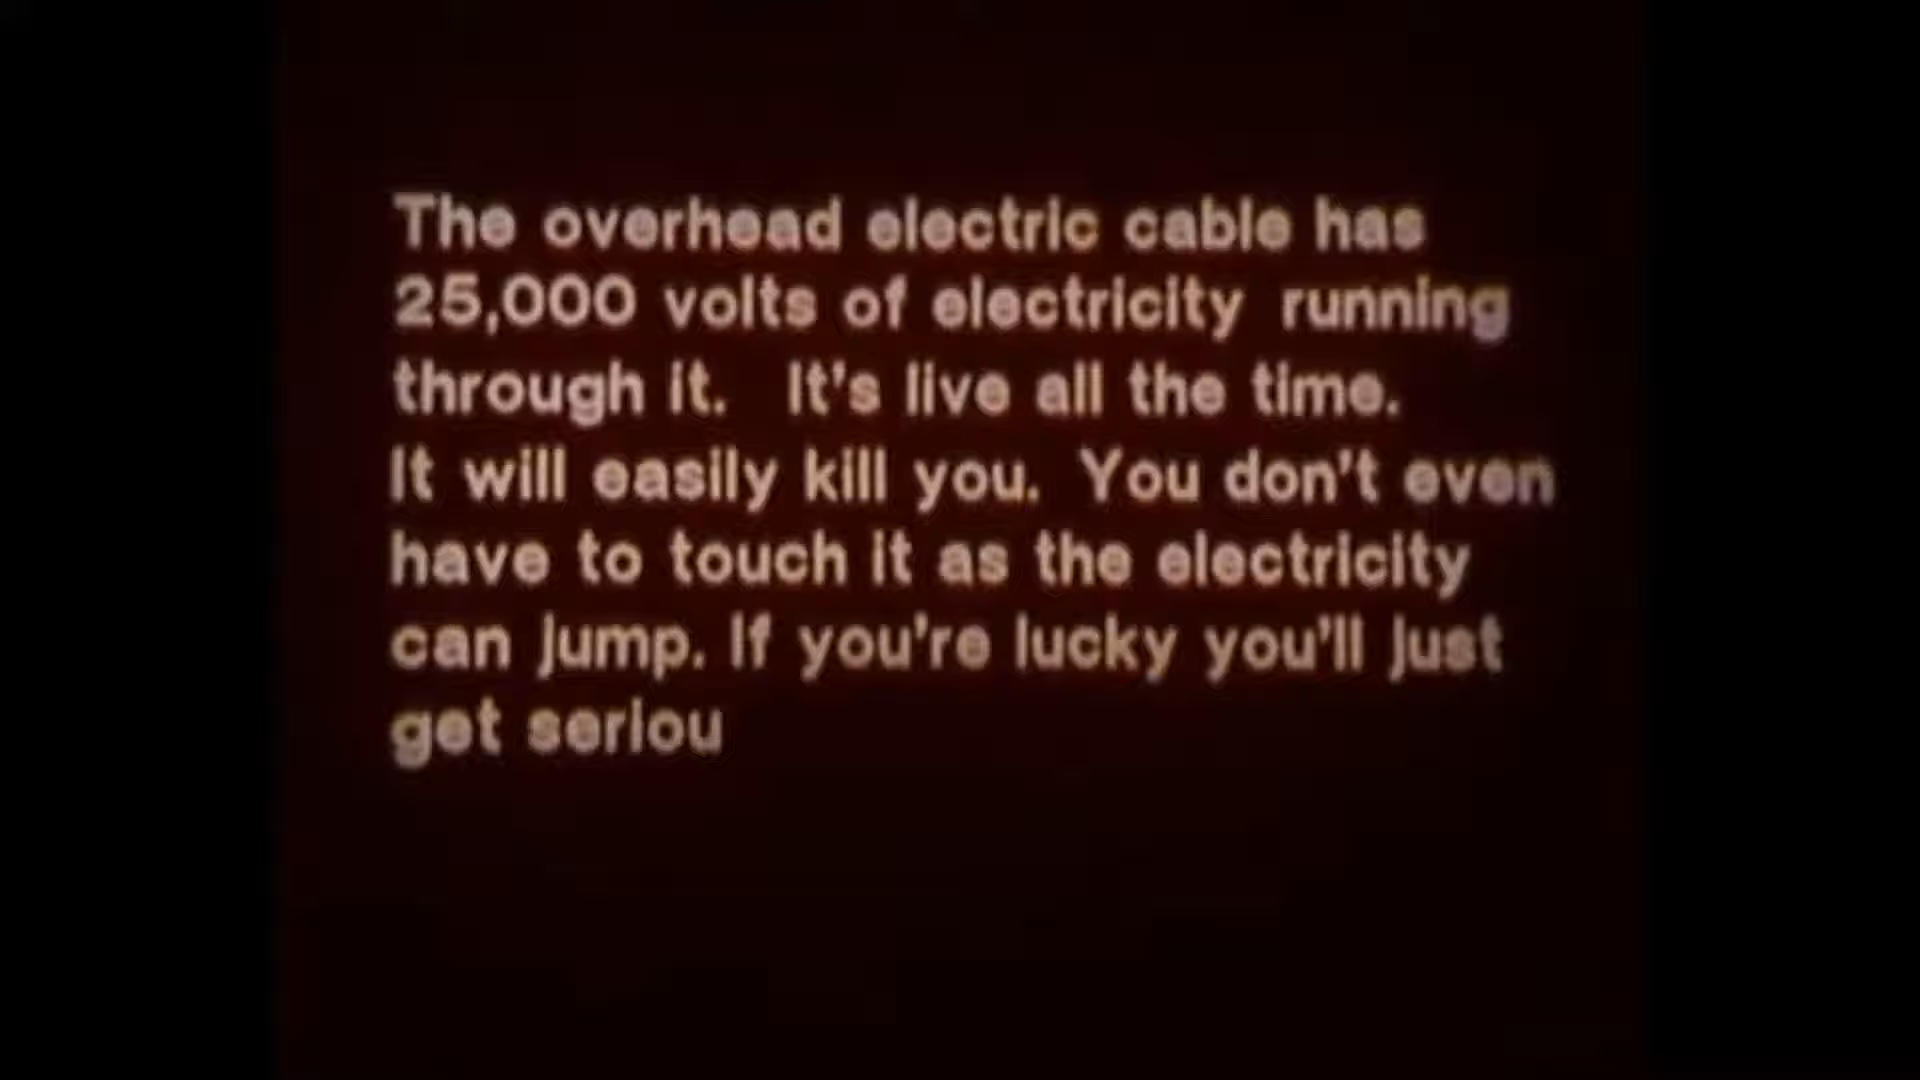 The overhead electric cable has
25,000 volts of electricity running
through it. It's live all the time.
It will easily kill you. You don't even
have to touch it as the electricity
can jump. If you're lucky you'll just
get seriou